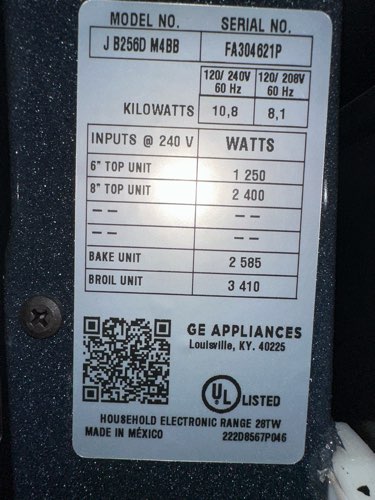 MODEL NO. SERIAL NO.
J B256D M4BB FA304621P
120/ 240V 60 Hz 120/ 208V 60 Hz
KILOWATTS 10,8 8,1
INPUTS @ 240 V WATTS
6" TOP UNIT 1 250
8" TOP UNIT 2 400
-- --
-- --
BAKE UNIT 2 585
BROIL UNIT 3 410
GE APPLIANCES
Louisville, KY. 40225
UL LISTED
HOUSEHOLD ELECTRONIC RANGE 28TW
MADE IN MÉXICO 222D8567P046